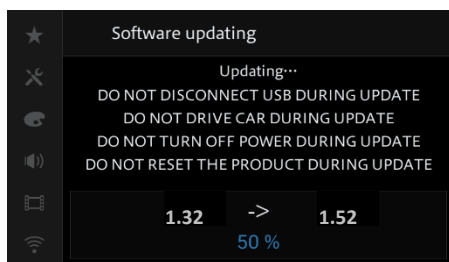 Software updating
Updating···
DO NOT DISCONNECT USB DURING UPDATE
DO NOT DRIVE CAR DURING UPDATE
DO NOT TURN OFF POWER DURING UPDATE
DO NOT RESET THE PRODUCT DURING UPDATE
1.32 -> 1.52
50 %